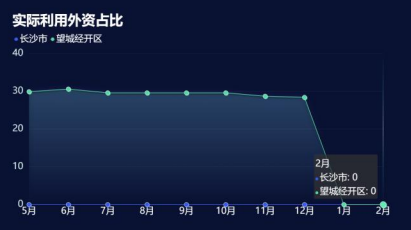 实际利用外资占比
长沙市 望城经开区
40
30
20
10
0
5月 6月 7月 8月 9月 10月 11月 12月 1月 2月
2月
长沙市: 0
望城经开区: 0